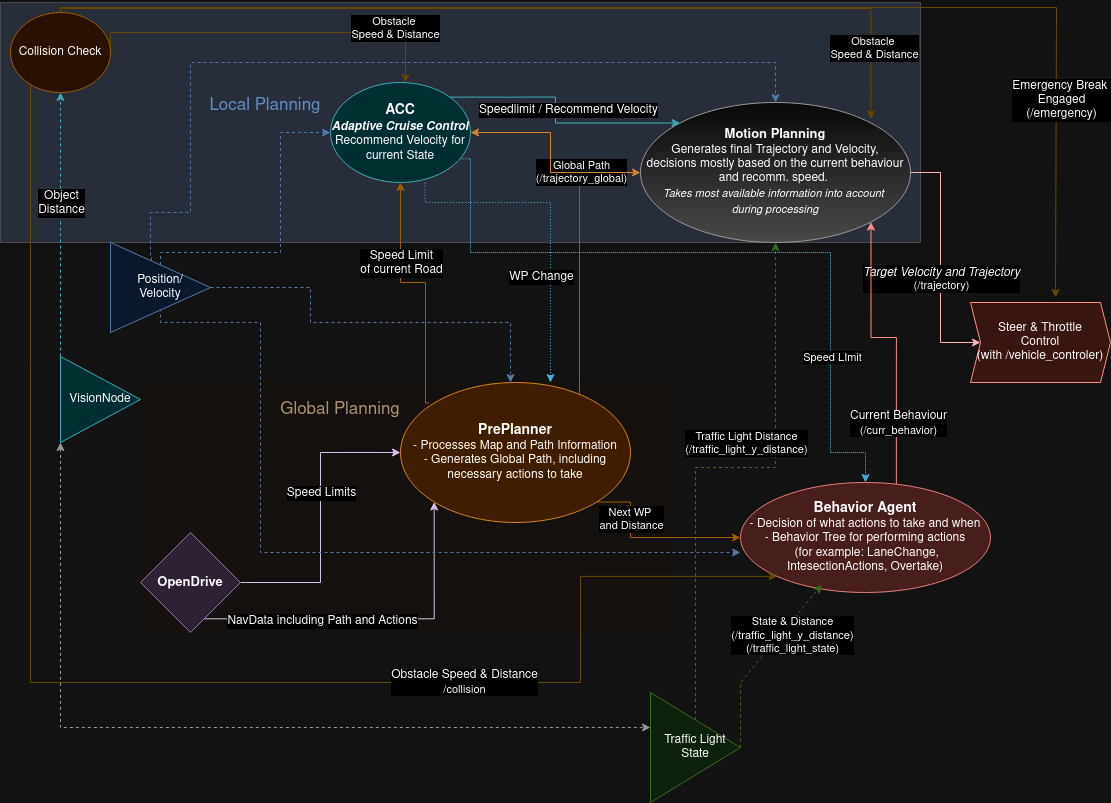 Obstacle
Speed & Distance
Collision Check
Obstacle
Speed & Distance
Local Planning
Emergency Break
Engaged
(/emergency)
ACC
Adaptive Cruise Control
Recommend Velocity for
current State
Speedlimit / Recommend Velocity
Motion Planning
Generates final Trajectory and Velocity,
decisions mostly based on the current behaviour
and recomm. speed.
Takes most available information into account
during processing
Global Path
(/trajectory_global)
Object
Distance
Speed Limit
of current Road
WP Change
Position/
Velocity
Target Velocity and Trajectory
(/trajectory)
Steer & Throttle
Control
(with /vehicle_controler)
Speed LImit
VisionNode
Global Planning
Current Behaviour
(/curr_behavior)
PrePlanner
- Processes Map and Path Information
- Generates Global Path, including
necessary actions to take
Traffic Light Distance
(/traffic_light_y_distance)
Speed Limits
Next WP
and Distance
Behavior Agent
- Decision of what actions to take and when
- Behavior Tree for performing actions
(for example: LaneChange,
IntesectionActions, Overtake)
OpenDrive
NavData including Path and Actions
State & Distance
(/traffic_light_y_distance)
(/traffic_light_state)
Obstacle Speed & Distance
/collision
Traffic Light
State